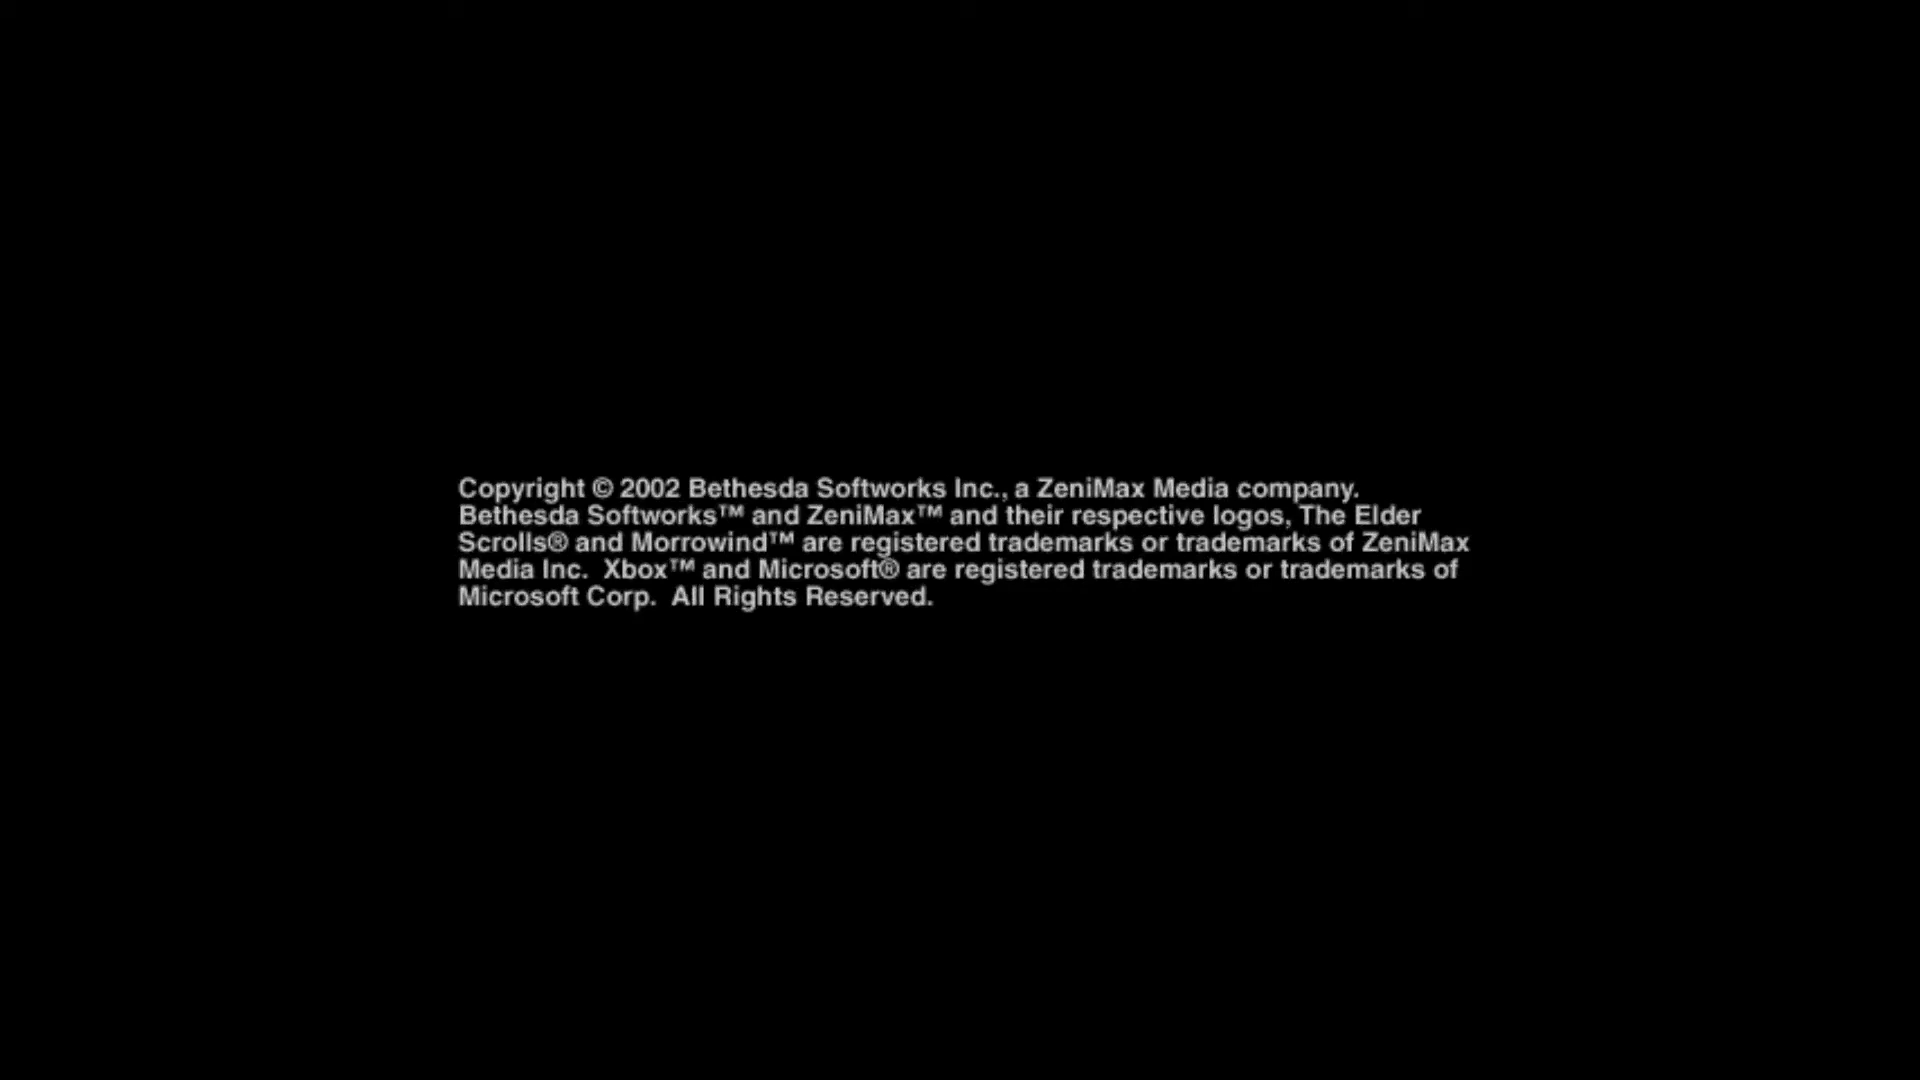 Copyright © 2002 Bethesda Softworks Inc., a ZeniMax Media company.
Bethesda Softworks™ and ZeniMax™ and their respective logos, The Elder
Scrolls® and Morrowind™ are registered trademarks or trademarks of ZeniMax
Media Inc.  Xbox™ and Microsoft® are registered trademarks or trademarks of
Microsoft Corp.  All Rights Reserved.